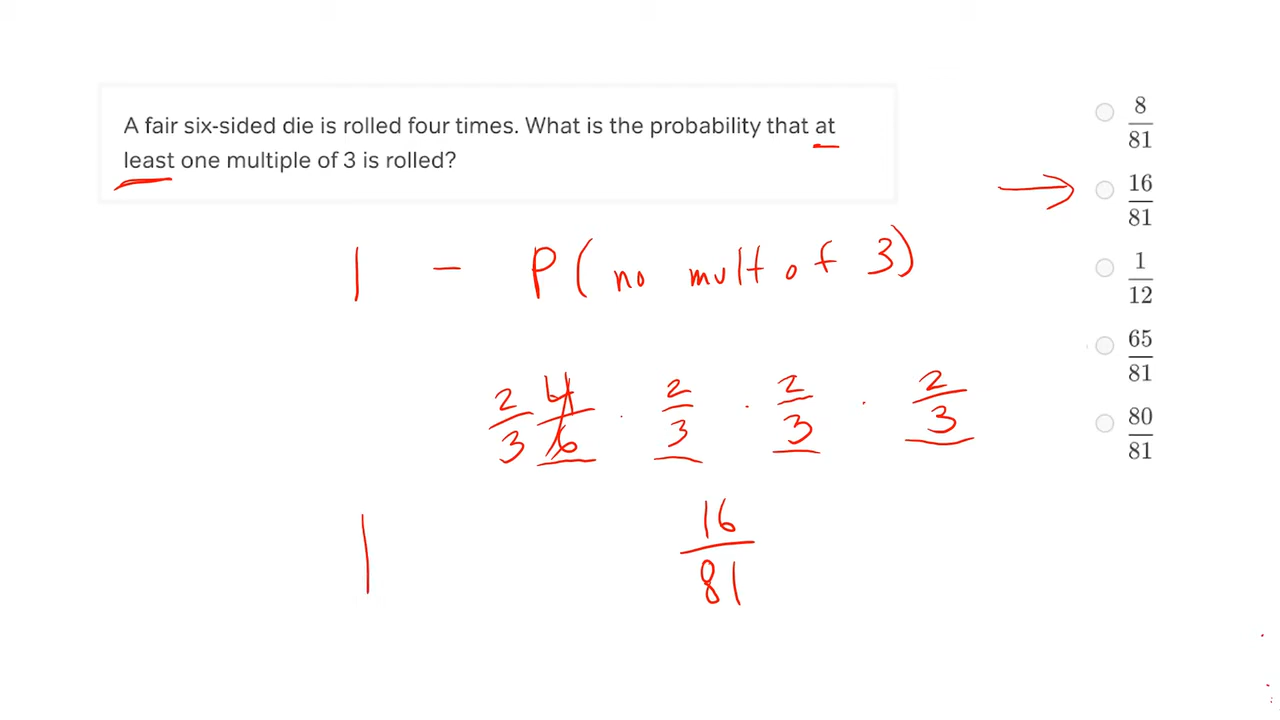 A fair six-sided die is rolled four times. What is the probability that at
least one multiple of 3 is rolled?
8/81
16/81
1/12
65/81
80/81
1 - P(no mult of 3)
2/3 4/6 · 2/3 · 2/3 · 2/3
1 16/81